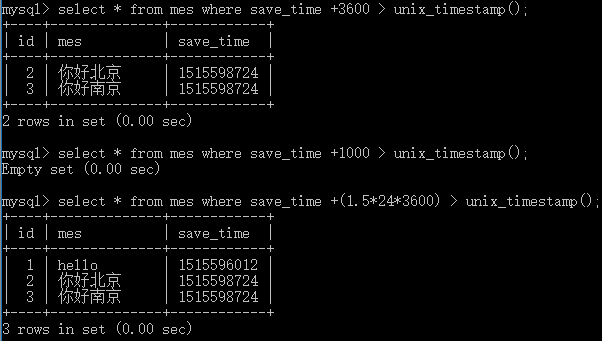 mysql> select * from mes where save_time +3600 > unix_timestamp();
+----+----------+------------+
| id | mes      | save_time  |
+----+----------+------------+
|  2 | 你好北京 | 1515598724 |
|  3 | 你好南京 | 1515598724 |
+----+----------+------------+
2 rows in set (0.00 sec)
mysql> select * from mes where save_time +1000 > unix_timestamp();
Empty set (0.00 sec)
mysql> select * from mes where save_time +(1.5*24*3600) > unix_timestamp();
+----+----------+------------+
| id | mes      | save_time  |
+----+----------+------------+
|  1 | hello    | 1515596012 |
|  2 | 你好北京 | 1515598724 |
|  3 | 你好南京 | 1515598724 |
+----+----------+------------+
3 rows in set (0.00 sec)